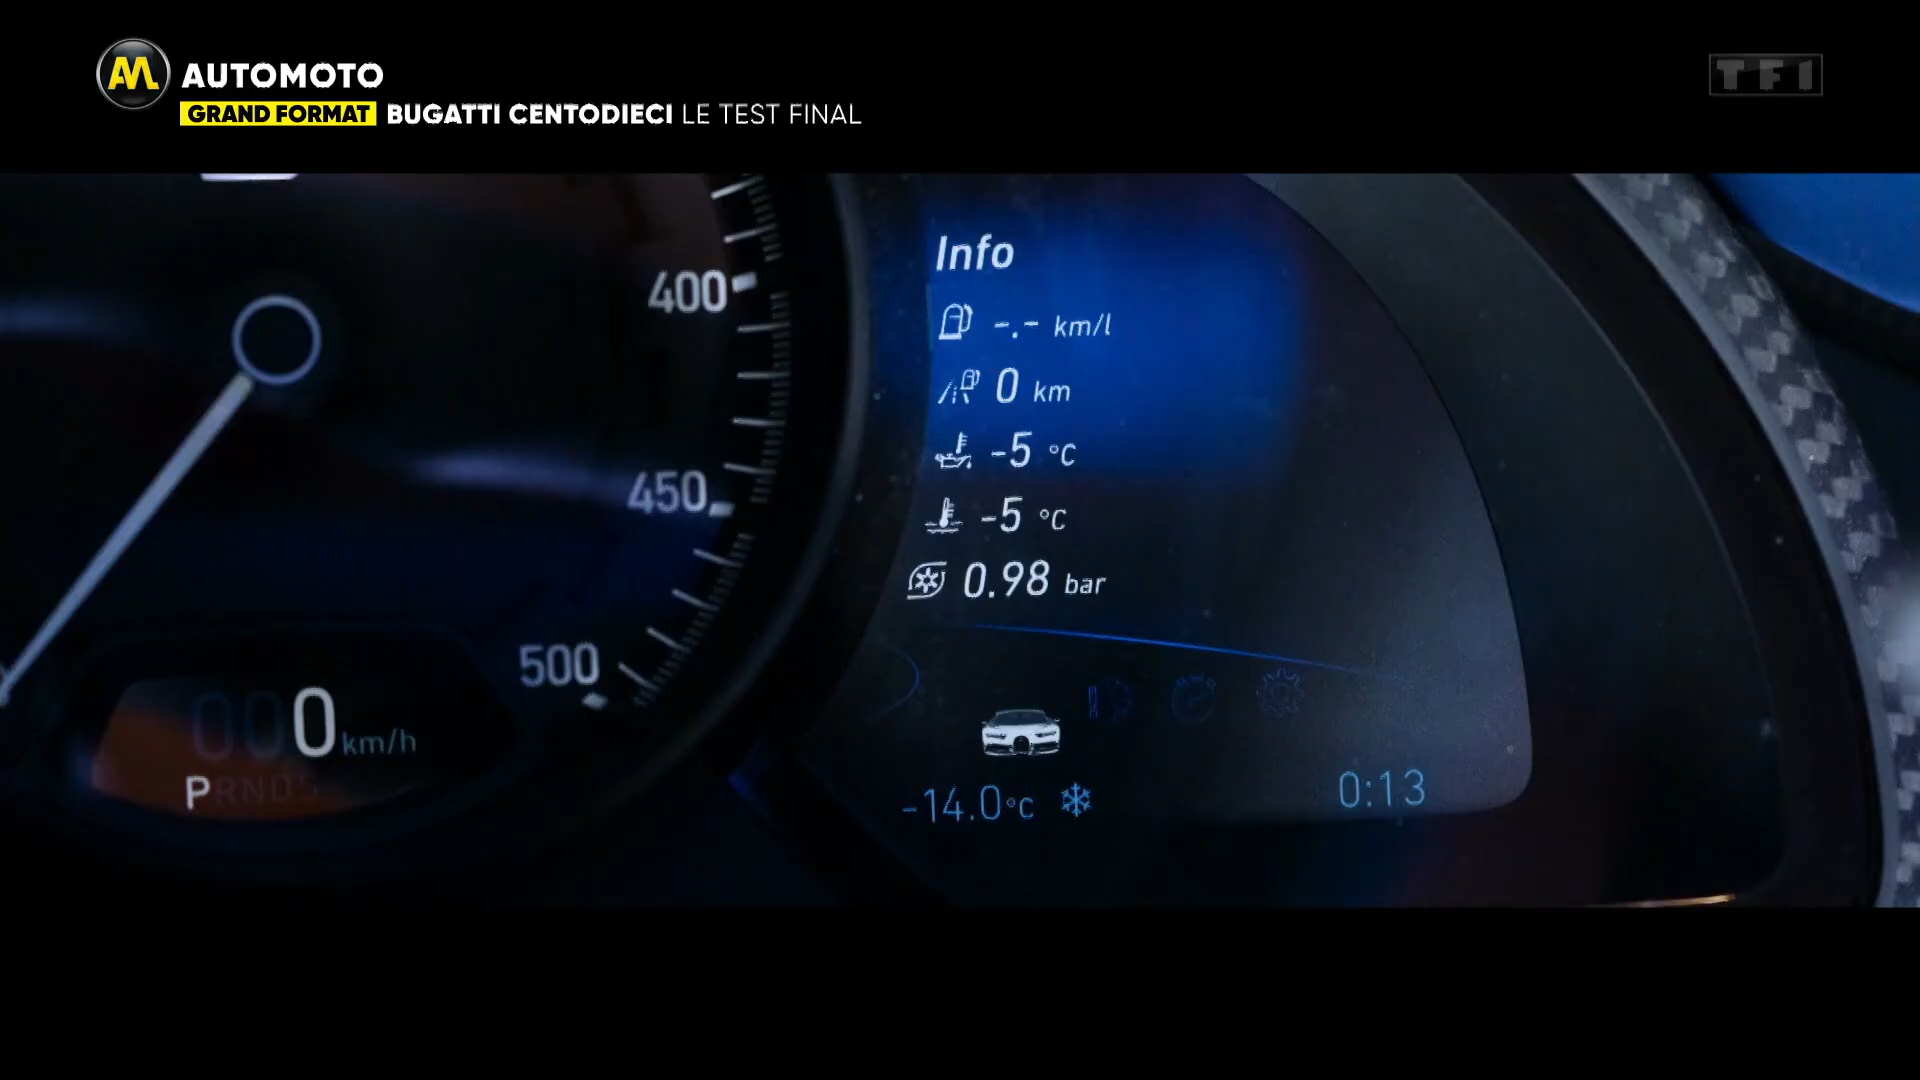 AM AUTOMOTO
TF1
GRAND FORMAT BUGATTI CENTODIECI LE TEST FINAL
Info
-.- km/l
0 km
-5 °C
-5 °C
0.98 bar
400
450
500
000 km/h
PRNDS
-14.0°C
0:13